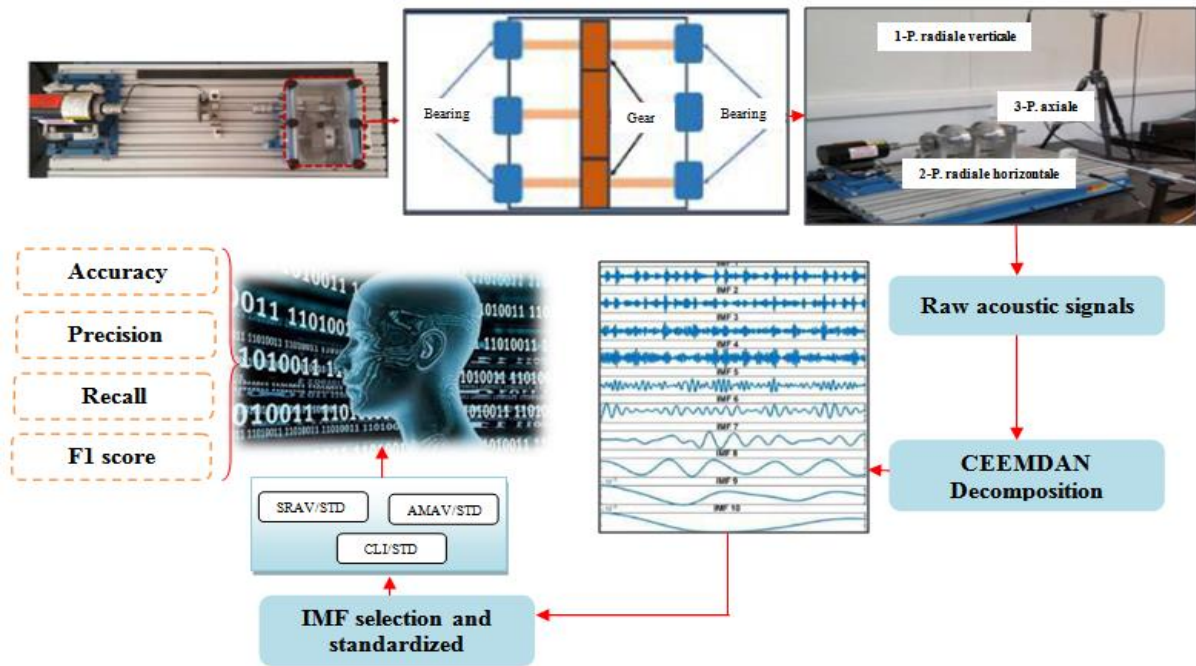 1-P. radiale verticale
3-P. axiale
2-P. radiale horizontale
Bearing
Gear
Bearing
Accuracy
Precision
Recall
F1 score
IMF 2
IMF 3
IMF 4
IMF 5
IMF 6
IMF 7
IMF 8
IMF 9
IMF 10
Raw acoustic signals
CEEMDAN
Decomposition
SRAV/STD
AMAV/STD
CLI/STD
IMF selection and
standardized